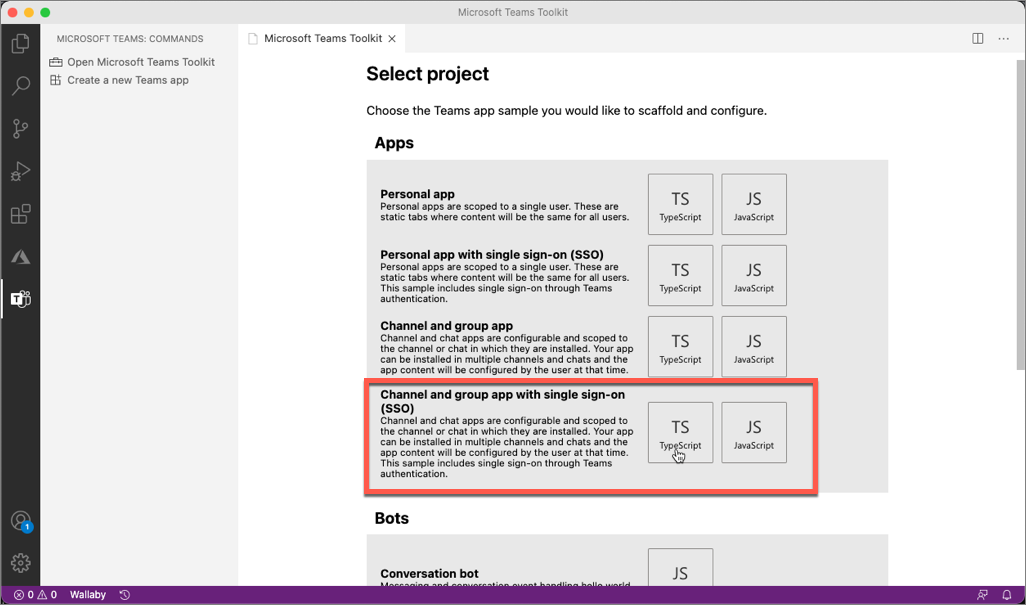 Microsoft Teams Toolkit
MICROSOFT TEAMS: COMMANDS
Open Microsoft Teams Toolkit
Create a new Teams app
Microsoft Teams Toolkit
Select project
Choose the Teams app sample you would like to scaffold and configure.
Apps
Personal app
Personal apps are scoped to a single user. These are
static tabs where content will be the same for all users.
TS
TypeScript
JS
JavaScript
Personal app with single sign-on (SSO)
Personal apps are scoped to a single user. These are
static tabs where content will be the same for all users.
This sample includes single sign-on through Teams
authentication.
TS
TypeScript
JS
JavaScript
Channel and group app
Channel and chat apps are configurable and scoped to
the channel or chat in which they are installed. Your app
can be installed in multiple channels and chats and the
app content will be configured by the user at that time.
TS
TypeScript
JS
JavaScript
Channel and group app with single sign-on
(SSO)
Channel and chat apps are configurable and scoped to
the channel or chat in which they are installed. Your app
can be installed in multiple channels and chats and the
app content will be configured by the user at that time.
This sample includes single sign-on through Teams
authentication.
TS
TypeScript
JS
JavaScript
Bots
Conversation bot
Messaging and conversation event handling hello world
JS
T
1
0 0 Wallaby